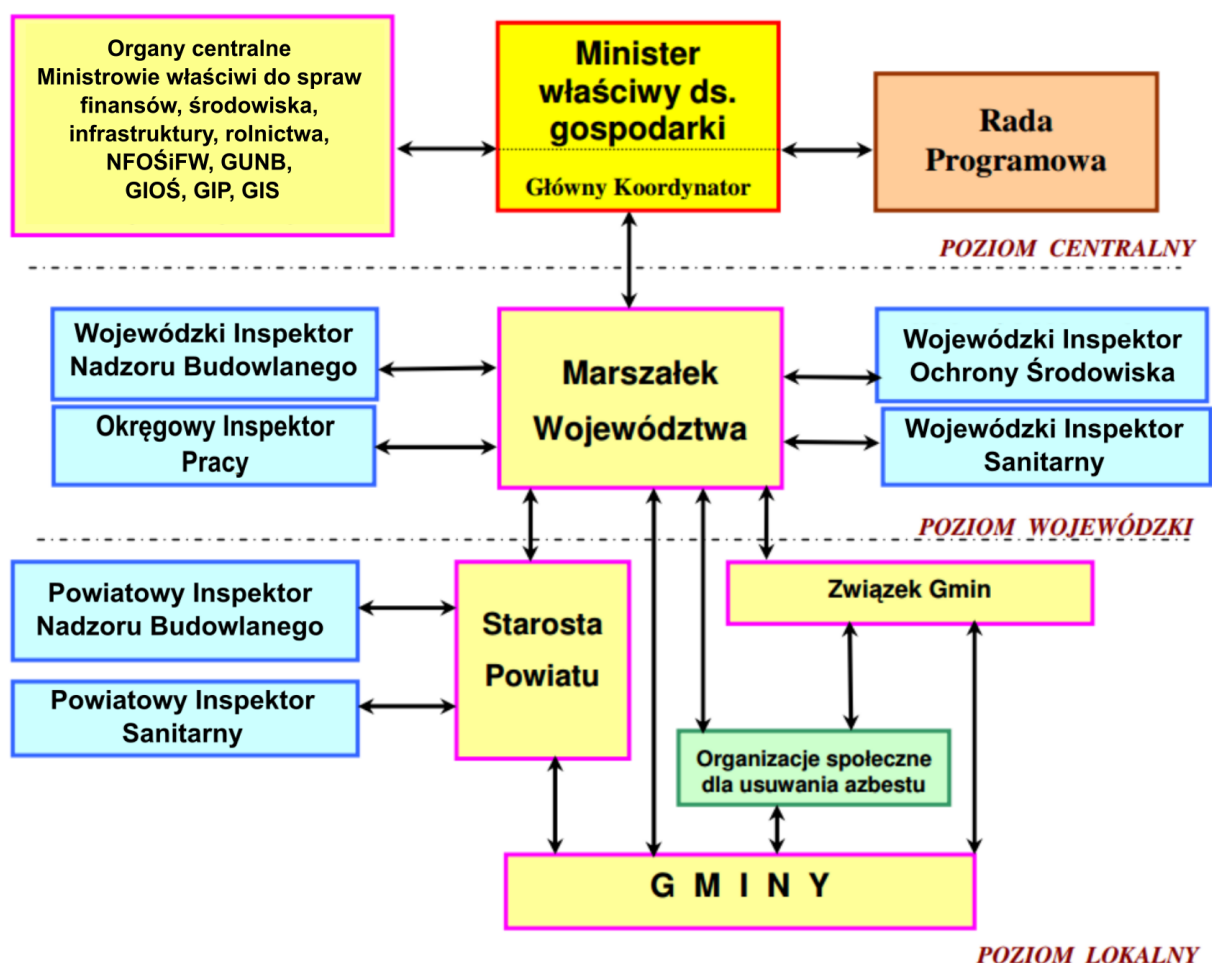 Organy centralne
Ministrowie właściwi do spraw
finansów, środowiska,
infrastruktury, rolnictwa,
NFOŚiFW, GUNB,
GIOŚ, GIP, GIS
Minister
właściwy ds.
gospodarki
Główny Koordynator
Rada
Programowa
POZIOM CENTRALNY
Wojewódzki Inspektor
Nadzoru Budowlanego
Okręgowy Inspektor
Pracy
Marszałek
Województwa
Wojewódzki Inspektor
Ochrony Środowiska
Wojewódzki Inspektor
Sanitarny
POZIOM WOJEWÓDZKI
Powiatowy Inspektor
Nadzoru Budowlanego
Powiatowy Inspektor
Sanitarny
Starosta
Powiatu
Związek Gmin
Organizacje społeczne
dla usuwania azbestu
G M I N Y
POZIOM LOKALNY